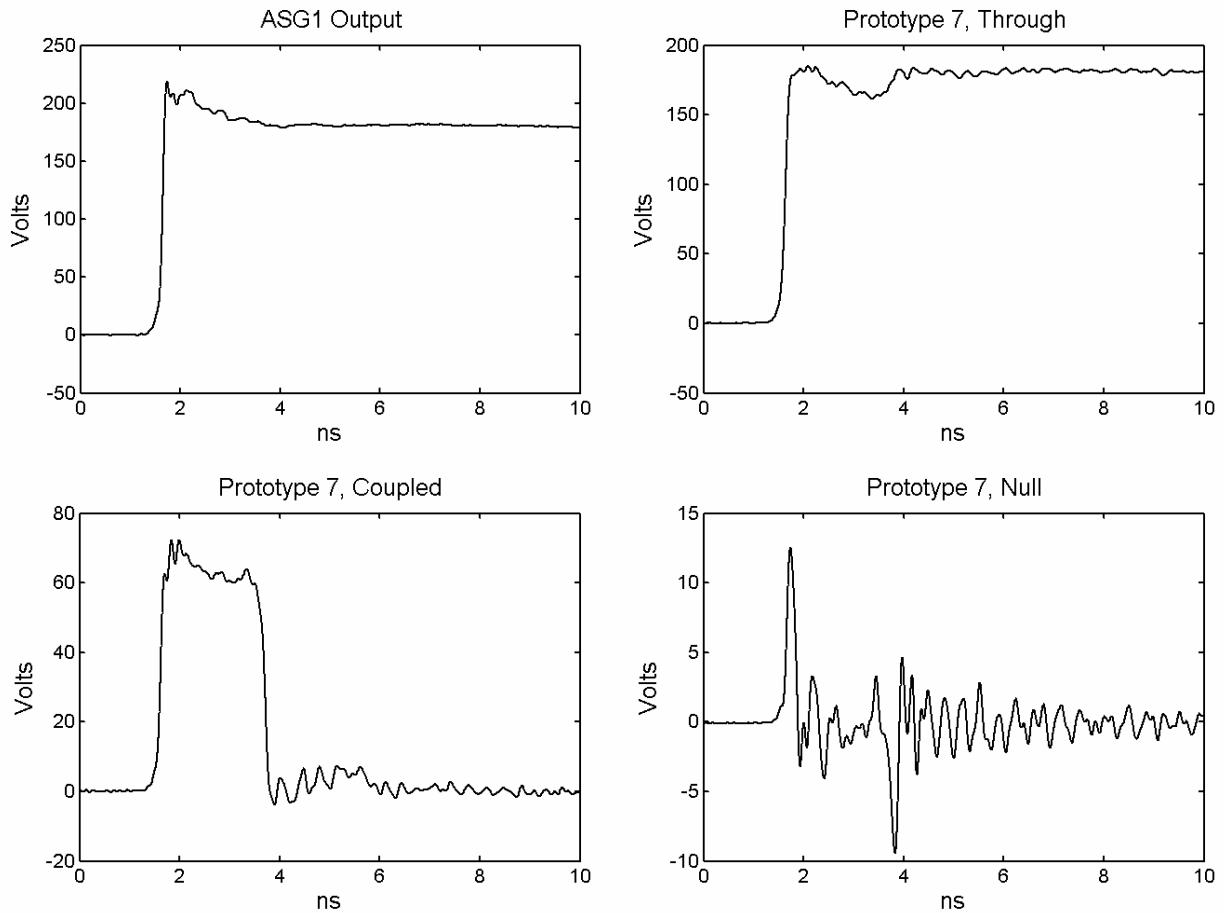 ASG1 Output
250
200
150
100
50
0
-50
Volts
0 2 4 6 8 10
ns
Prototype 7, Through
200
150
100
50
0
-50
Volts
0 2 4 6 8 10
ns
Prototype 7, Coupled
80
60
40
20
0
-20
Volts
0 2 4 6 8 10
ns
Prototype 7, Null
15
10
5
0
-5
-10
Volts
0 2 4 6 8 10
ns